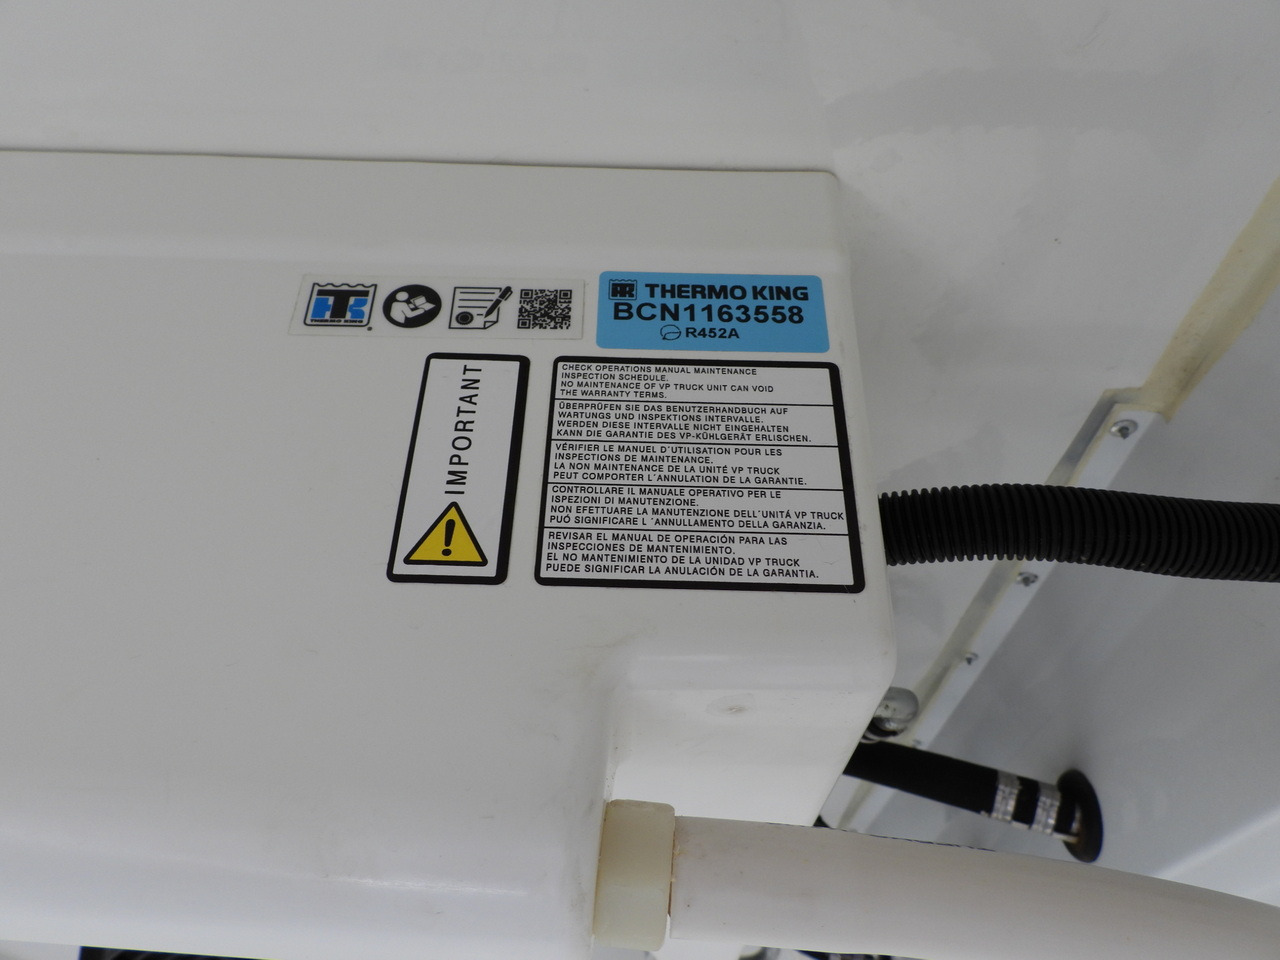 THERMO KING
THERMO KING
BCN1163558
R452A
IMPORTANT
CHECK OPERATIONS MANUAL MAINTENANCE
INSPECTION SCHEDULE.
NO MAINTENANCE OF VP TRUCK UNIT CAN VOID
THE WARRANTY TERMS.
ÜBERPRÜFEN SIE DAS BENUTZERHANDBUCH AUF
WARTUNGS UND INSPEKTIONS INTERVALLE.
WERDEN DIESE INTERVALLE NICHT EINGEHALTEN
KANN DIE GARANTIE DES VP-KÜHLGERÄT ERLISCHEN.
VÉRIFIER LE MANUEL D'UTILISATION POUR LES
INSPECTIONS DE MAINTENANCE.
LA NON MAINTENANCE DE LA UNITÉ VP TRUCK
PEUT COMPORTER L'ANNULATION DE LA GARANTIE.
CONTROLLARE IL MANUALE OPERATIVO PER LE
ISPEZIONI DI MANUTENZIONE.
NON EFETTUARE LA MANUTENZIONE DELL'UNITÁ VP TRUCK
PUÓ SIGNIFICARE L ´ANNULLAMENTO DELLA GARANZIA.
REVISAR EL MANUAL DE OPERACIÓN PARA LAS
INSPECCIONES DE MANTENIMIENTO.
EL NO MANTENIMIENTO DE LA UNIDAD VP TRUCK
PUEDE SIGNIFICAR LA ANULACIÓN DE LA GARANTIA.